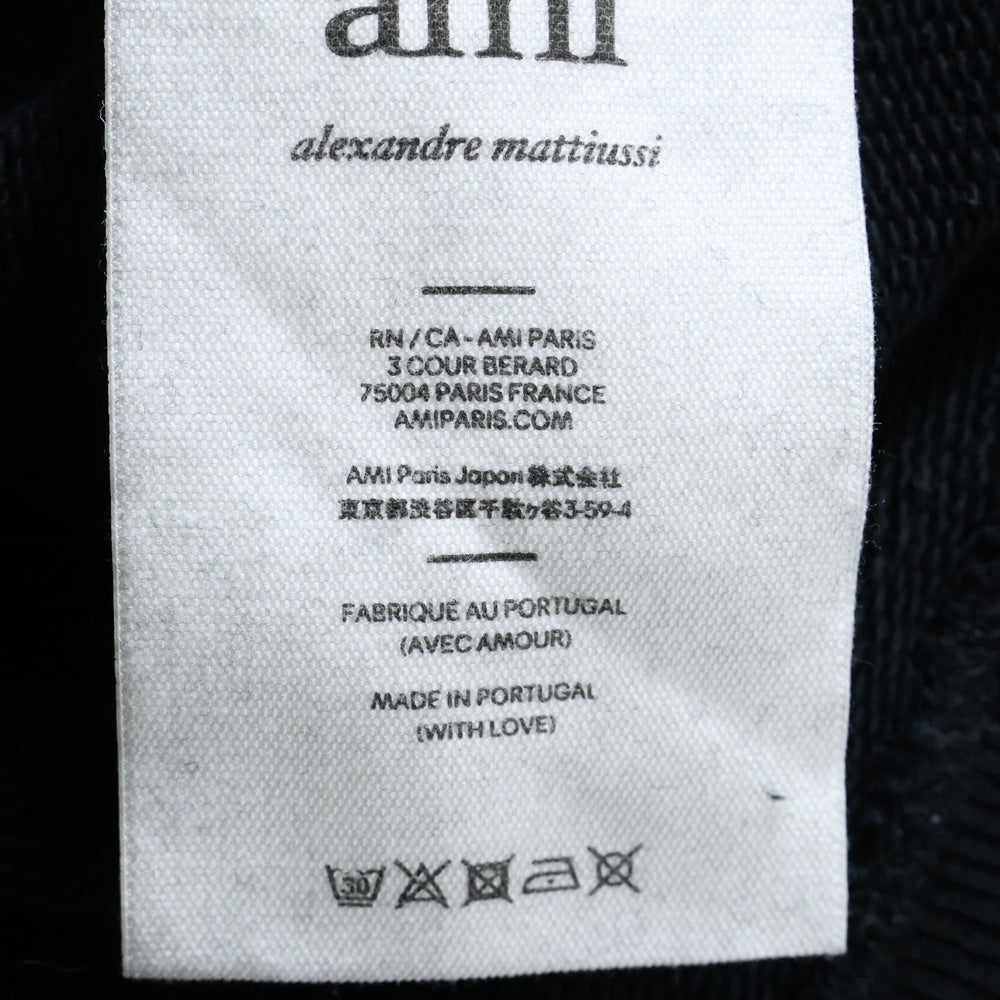 ami
alexandre mattiussi
RN / CA - AMI PARIS
3 COUR BERARD
75004 PARIS FRANCE
AMIPARIS.COM
AMI Paris Japon 株式会社
東京都渋谷区千駄ヶ谷3-59-4
FABRIQUÉ AU PORTUGAL
(AVEC AMOUR)
MADE IN PORTUGAL
(WITH LOVE)
30